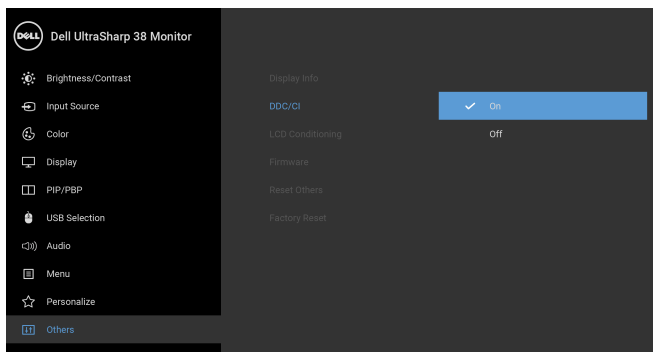 DELL Dell UltraSharp 38 Monitor
Brightness/Contrast Display Info
Input Source DDC/CI On
Color LCD Conditioning Off
Display Firmware
PIP/PBP Reset Others
USB Selection Factory Reset
Audio
Menu
Personalize
Others